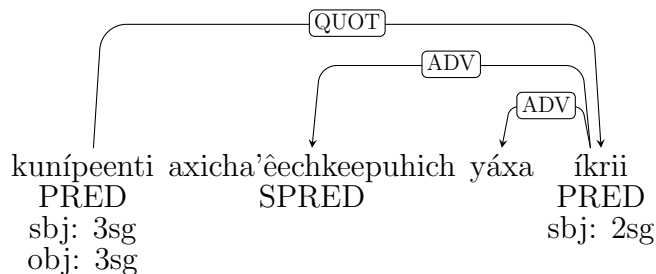 QUOT
ADV
ADV
kunípeenti axicha'êechkeepuhich yáxa íkrii
PRED SPRED PRED
sbj: 3sg sbj: 2sg
obj: 3sg